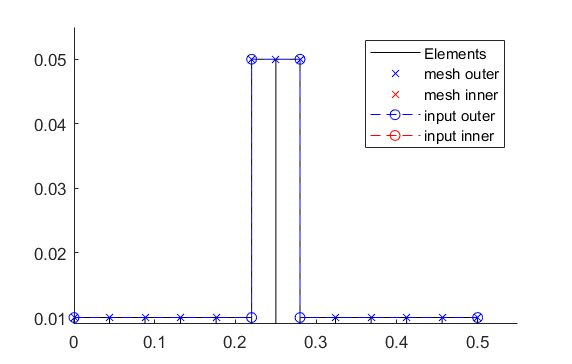 0.05
0.04
0.03
0.02
0.01
0 0.1 0.2 0.3 0.4 0.5
Elements
mesh outer
mesh inner
input outer
input inner